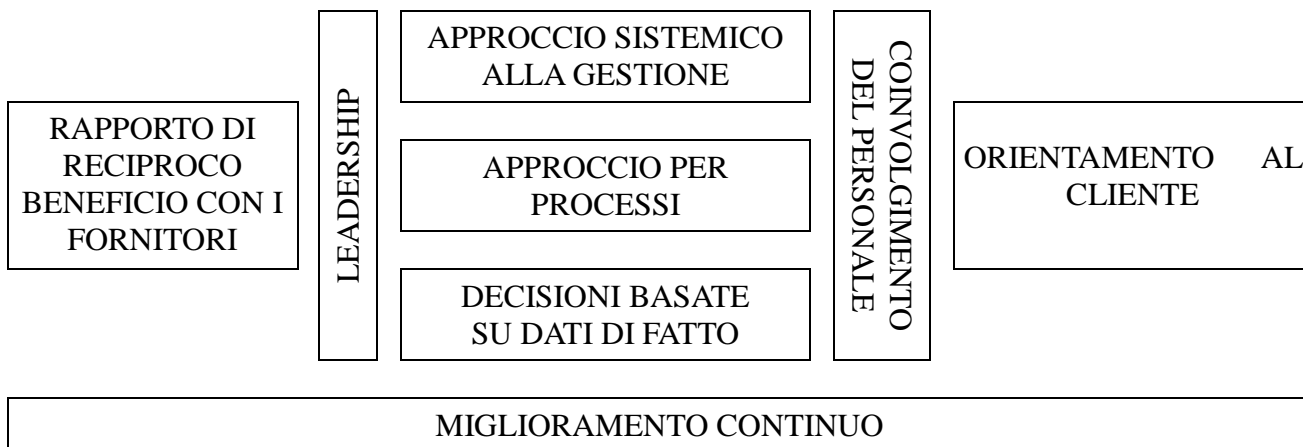 RAPPORTO DI
RECIPROCO
BENEFICIO CON I
FORNITORI
LEADERSHIP
APPROCCIO SISTEMICO
ALLA GESTIONE
APPROCCIO PER
PROCESSI
DECISIONI BASATE
SU DATI DI FATTO
COINVOLGIMENTO
DEL PERSONALE
ORIENTAMENTO AL
CLIENTE
MIGLIORAMENTO CONTINUO